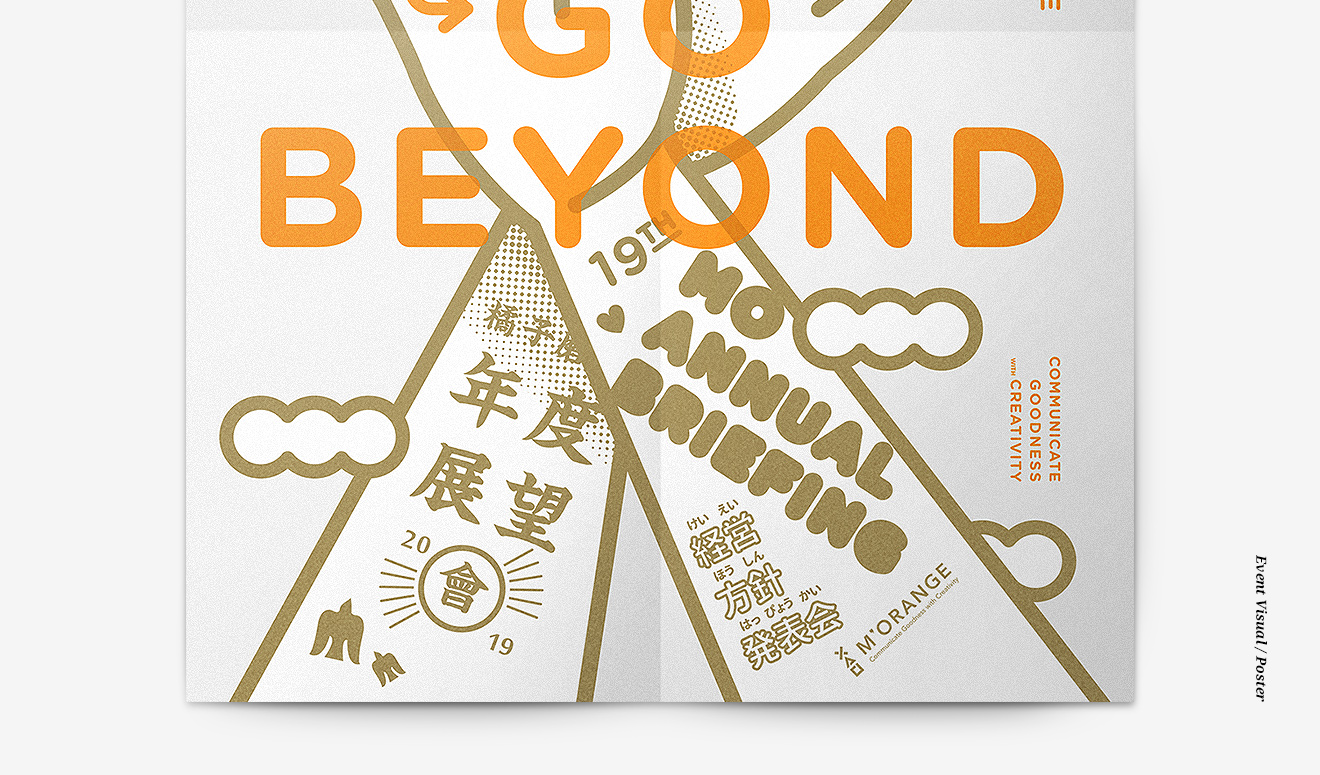 GO
BEYOND
19TH
MO
ANNUAL
BRIEFING
橘子
年度
展望
20
會
19
けい えい
経営
ほう しん
方針
はっ ぴょう かい
発表会
M'ORANGE
Communicate Goodness with Creativity
COMMUNICATE
GOODNESS
WITH CREATIVITY
Event Visual / Poster